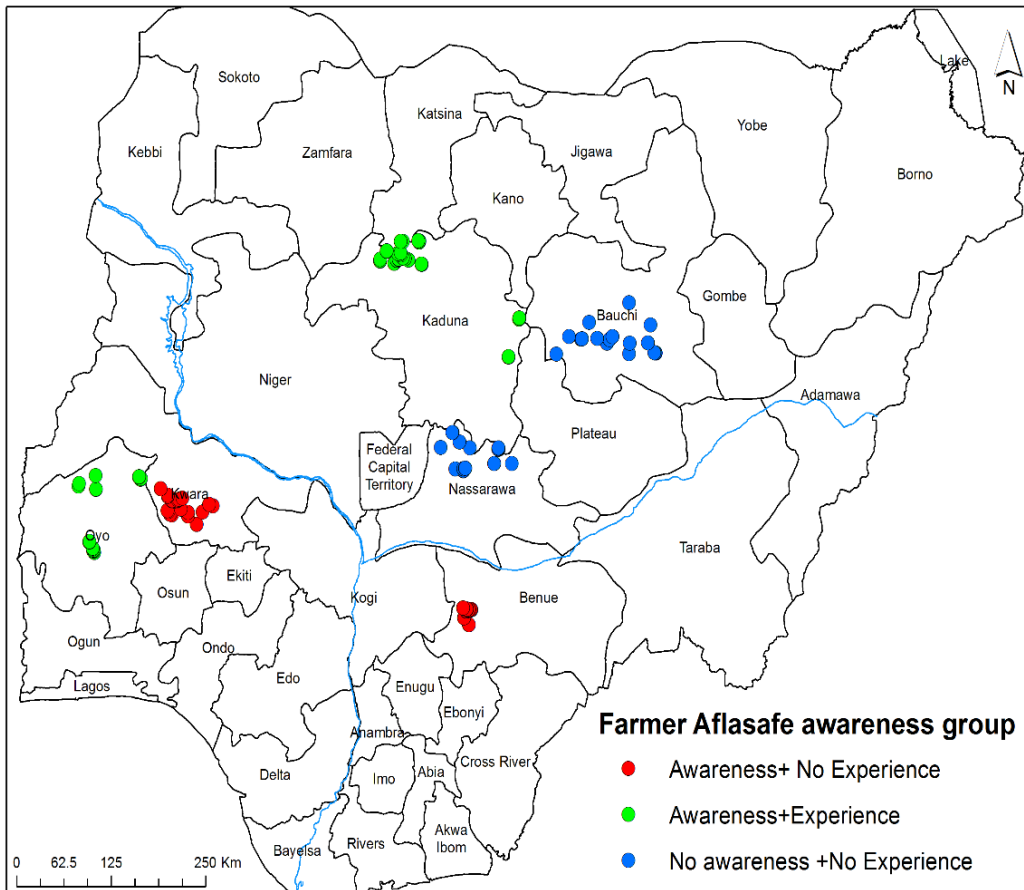 Lake
N
Sokoto
Katsina
Yobe
Kebbi
Zamfara
Jigawa
Borno
Kano
Gombe
Bauchi
Kaduna
Niger
Adamawa
Plateau
Federal
Capital
Territory
Nassarawa
Kwara
Oyo
Taraba
Ekiti
Osun
Kogi
Benue
Ogun
Ondo
Edo
Lagos
Enugu
Ebonyi
Anambra
Cross River
Delta
Imo
Abia
Akwa
Ibom
Rivers
Bayelsa
Farmer Aflasafe awareness group
Awareness+ No Experience
Awareness+Experience
No awareness +No Experience
0 62.5 125 250 Km